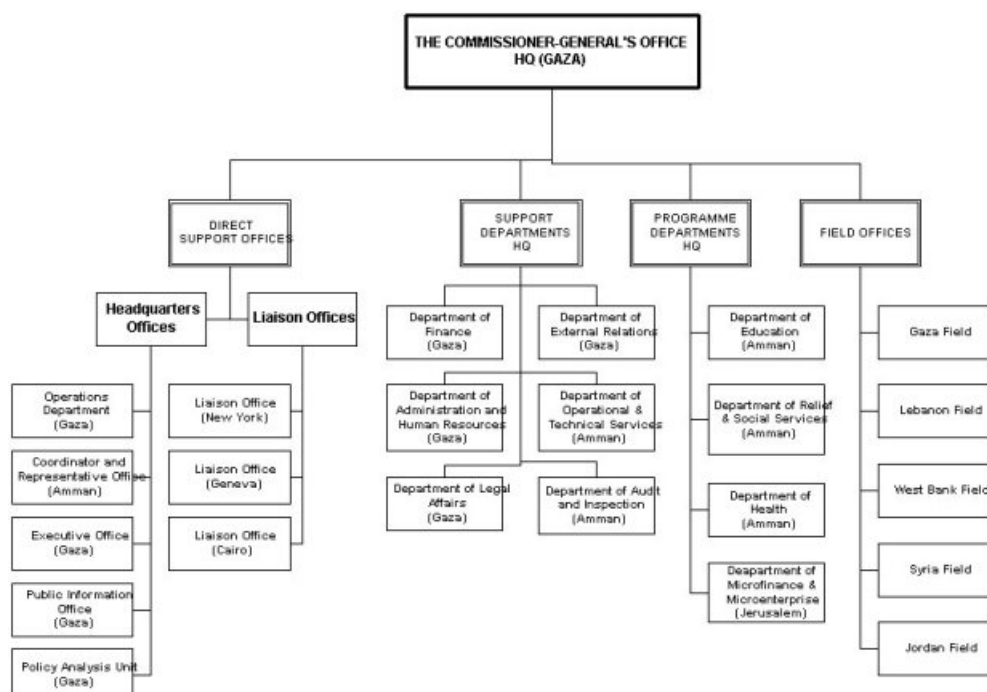 THE COMMISSIONER-GENERAL'S OFFICE
HQ (GAZA)
DIRECT
SUPPORT OFFICES
SUPPORT
DEPARTMENTS
HQ
PROGRAMME
DEPARTMENTS
HQ
FIELD OFFICES
Headquarters
Offices
Liaison Offices
Operations
Department
(Gaza)
Coordinator and
Representative Office
(Amman)
Executive Office
(Gaza)
Public Information
Office
(Gaza)
Policy Analysis Unit
(Gaza)
Liaison Office
(New York)
Liaison Office
(Geneva)
Liaison Office
(Cairo)
Department of
Finance
(Gaza)
Department of
External Relations
(Gaza)
Department of
Administration and
Human Resources
(Gaza)
Department of
Operational &
Technical Services
(Amman)
Department of Legal
Affairs
(Gaza)
Department of Audit
and Inspection
(Amman)
Department of
Education
(Amman)
Department of Relief
& Social Services
(Amman)
Department of
Health
(Amman)
Deapartment of
Microfinance &
Microenterprise
(Jerusalem)
Gaza Field
Lebanon Field
West Bank Field
Syria Field
Jordan Field